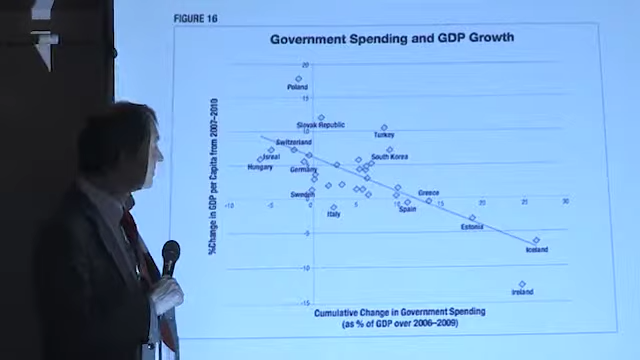 FIGURE 16
Government Spending and GDP Growth
%Change in GDP per Capita from 2007-2010
20
Poland
15
Slovak Republic
Turkey
10
Switzerland
Isreal
South Korea
Hungary
5
Germany
Sweden
Greece
-10
-5
0
5
10
15
20
25
30
Italy
Spain
Estonia
-5
Iceland
-10
Ireland
-15
Cumulative Change in Government Spending
(as % of GDP over 2006-2009)